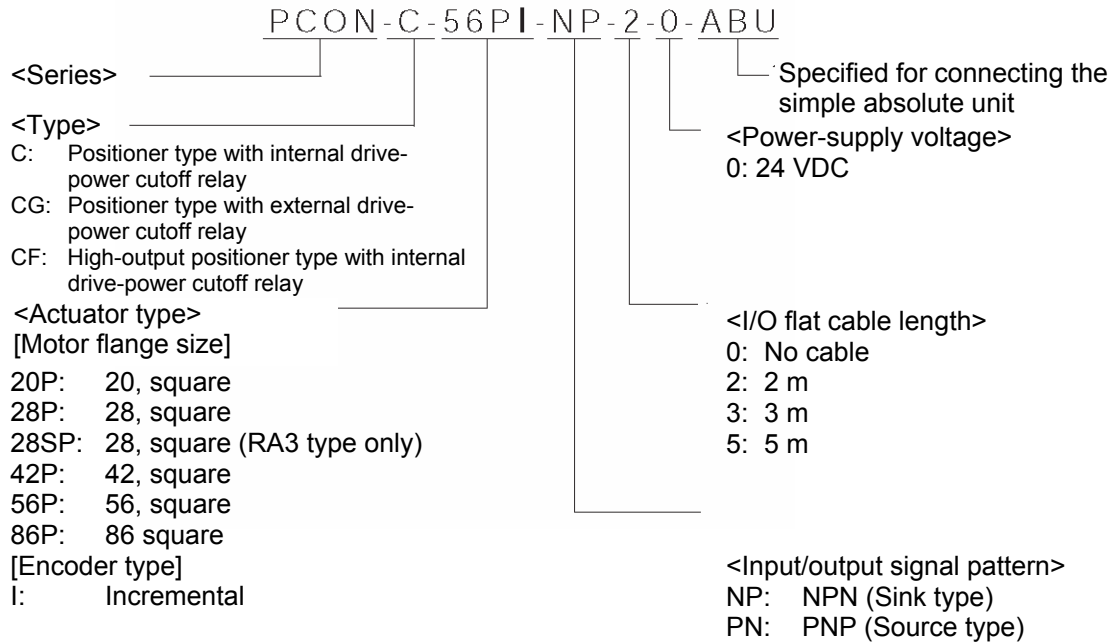 PCON-C-56PI-NP-2-0-ABU
<Series>
<Type>
C: Positioner type with internal drive-
power cutoff relay
CG: Positioner type with external drive-
power cutoff relay
CF: High-output positioner type with internal
drive-power cutoff relay
<Actuator type>
[Motor flange size]
20P: 20, square
28P: 28, square
28SP: 28, square (RA3 type only)
42P: 42, square
56P: 56, square
86P: 86 square
[Encoder type]
I: Incremental
Specified for connecting the
simple absolute unit
<Power-supply voltage>
0: 24 VDC
<I/O flat cable length>
0: No cable
2: 2 m
3: 3 m
5: 5 m
<Input/output signal pattern>
NP: NPN (Sink type)
PN: PNP (Source type)